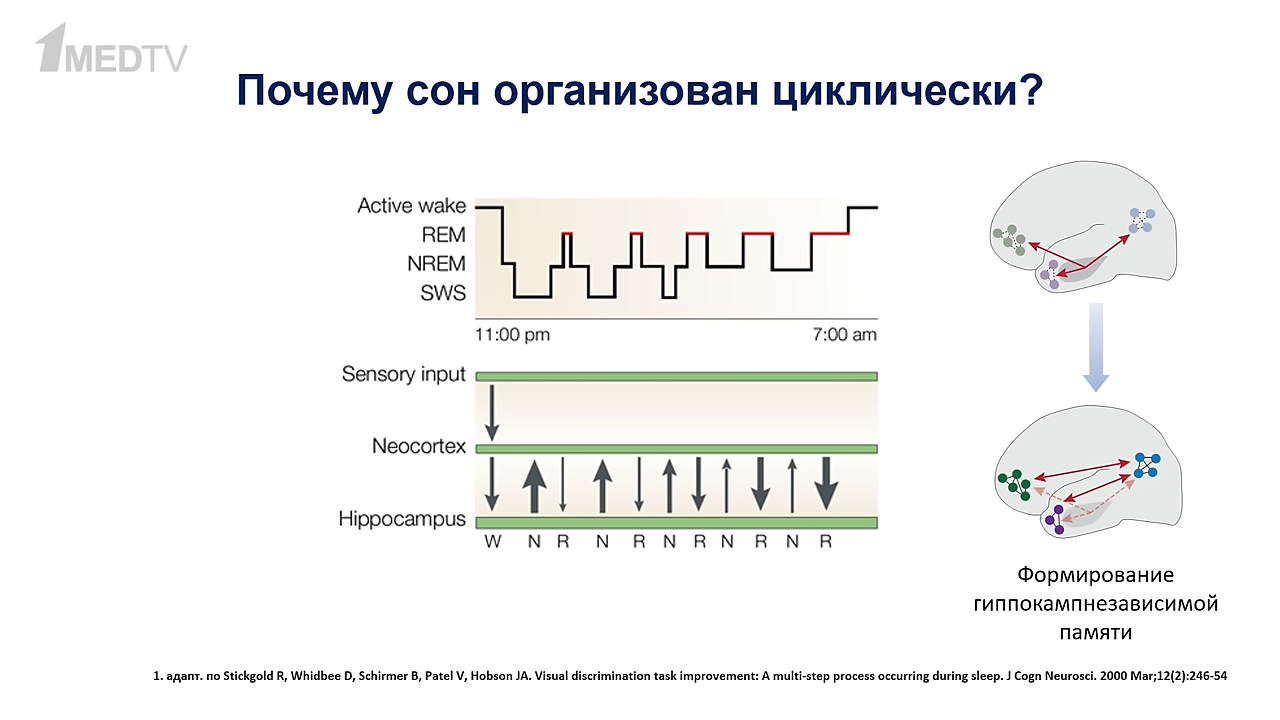 1MEDTV
Почему сон организован циклически?
Active wake
REM
NREM
SWS
11:00 pm 7:00 am
Sensory input
Neocortex
Hippocampus
W N R N R N R N R N R
Формирование
гиппокампнезависимой
памяти
1. адапт. по Stickgold R, Whidbee D, Schirmer B, Patel V, Hobson JA. Visual discrimination task improvement: A multi-step process occurring during sleep. J Cogn Neurosci. 2000 Mar;12(2):246-54